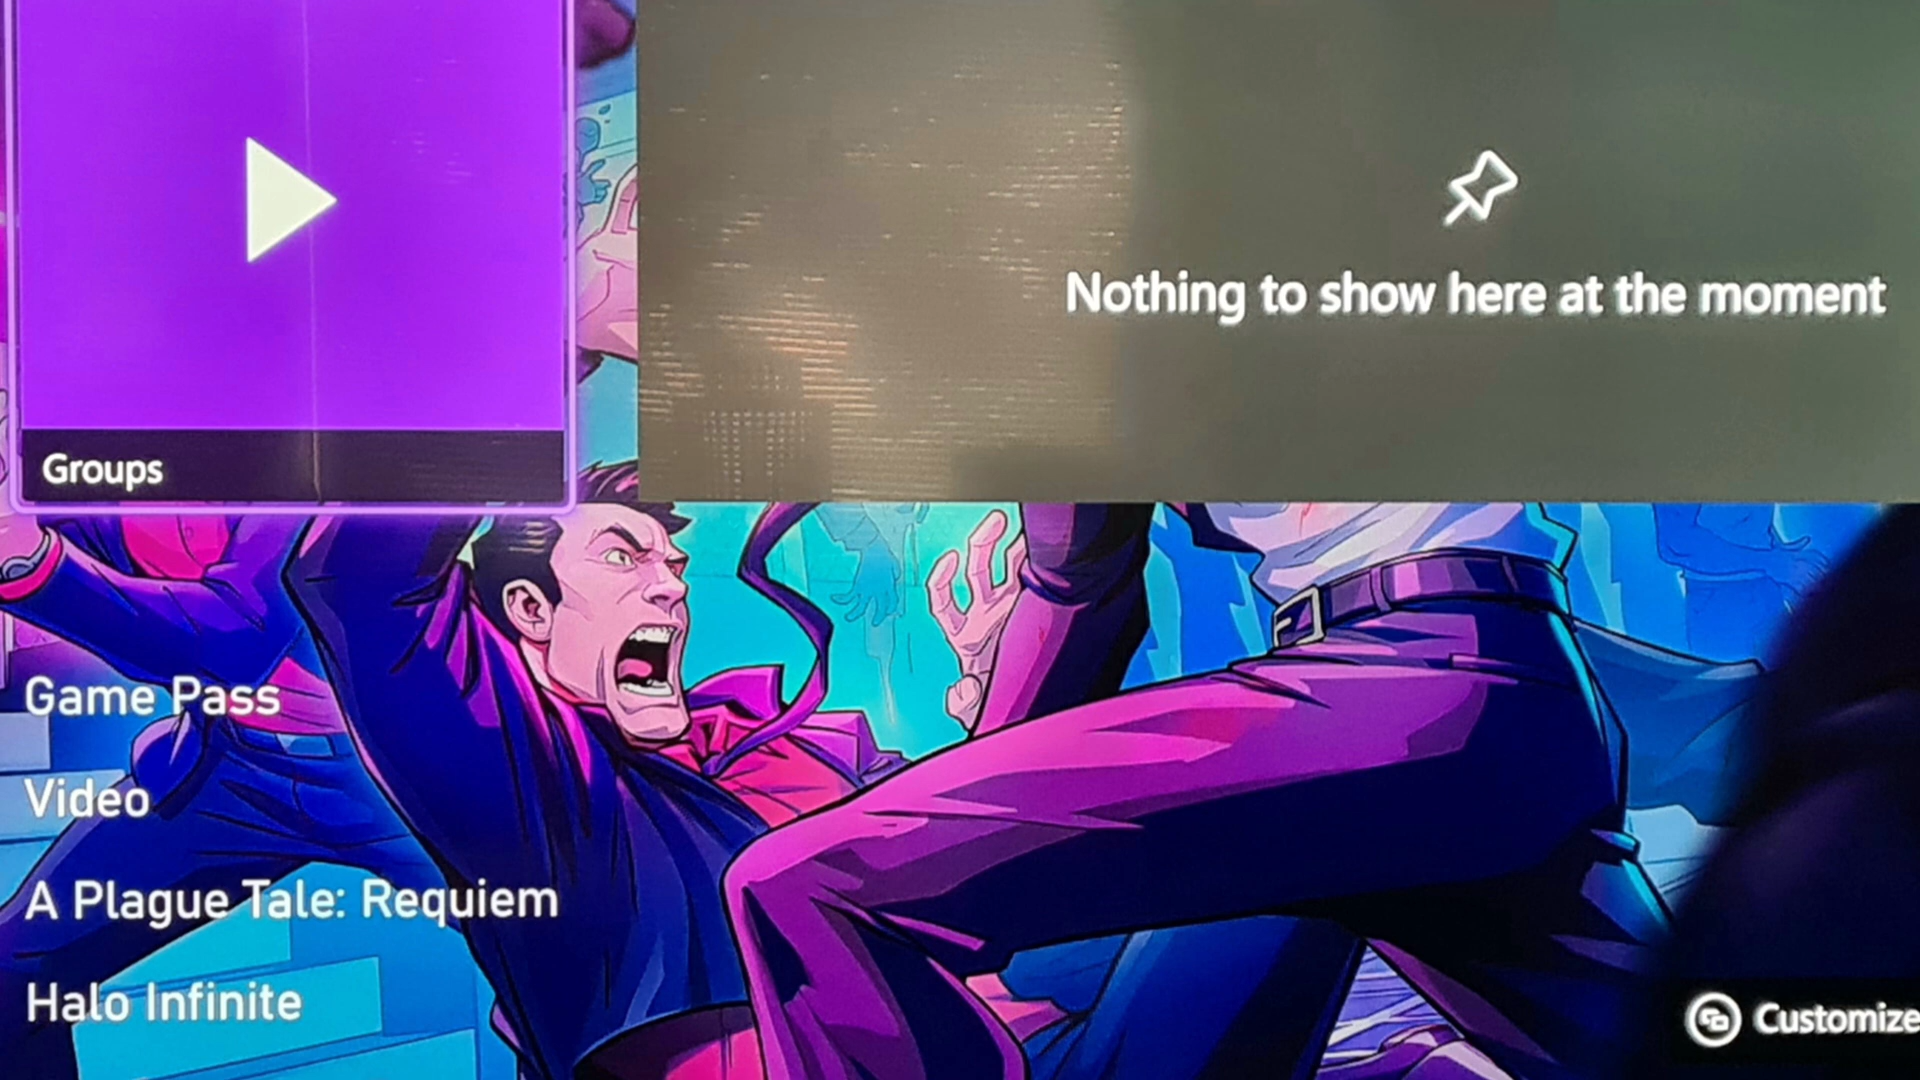 Nothing to show here at the moment
Groups
Game Pass
Video
A Plague Tale: Requiem
Halo Infinite
Customize